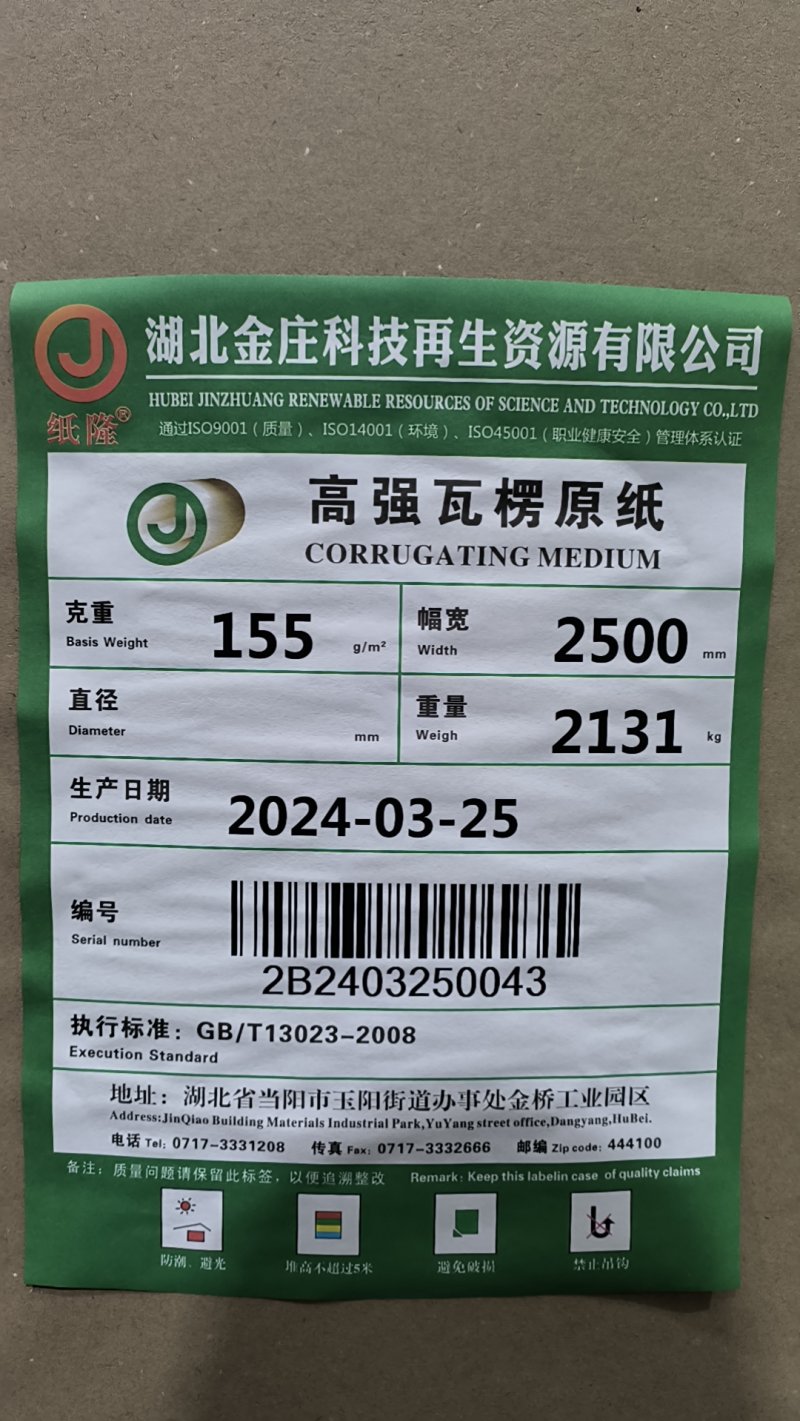 湖北金庄科技再生资源有限公司
HUBEI JINZHUANG RENEWABLE RESOURCES OF SCIENCE AND TECHNOLOGY CO.,LTD
纸隆®
通过ISO9001（质量）、ISO14001（环境）、ISO45001（职业健康安全）管理体系认证
高强瓦楞原纸
CORRUGATING MEDIUM
克重 155 g/m²
Basis Weight
幅宽 2500 mm
Width
直径
Diameter mm
重量 2131 kg
Weigh
生产日期 2024-03-25
Production date
编号
Serial number
2B2403250043
执行标准：GB/T13023-2008
Execution Standard
地址：湖北省当阳市玉阳街道办事处金桥工业园区
Address:JinQiao Building Materials Industrial Park,YuYang street office,Dangyang,HuBei.
电话 Tel: 0717-3331208 传真 Fax: 0717-3332666 邮编 Zip code: 444100
备注：质量问题请保留此标签，以便追溯整改 Remark: Keep this labelin case of quality claims
防潮、避光 堆高不超过5米 避免破损 禁止吊钩